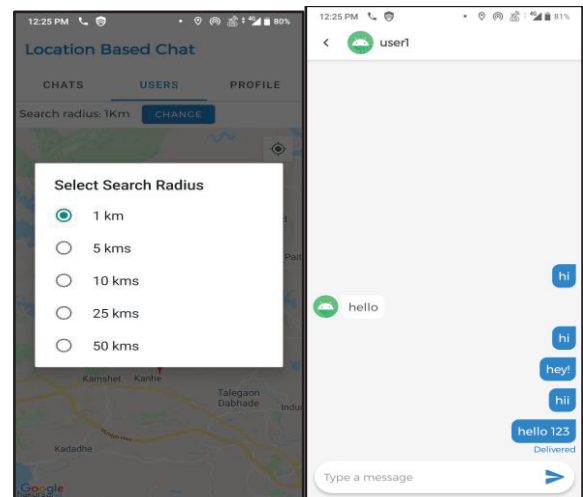 12:25 PM
80%
Location Based Chat
CHATS USERS PROFILE
Search radius: 1Km CHANGE
Select Search Radius
1 km
5 kms
10 kms
25 kms
50 kms
Kamshet Kanhe
Talegaon
Dabhade
Indu
Kadadhe
Google
12:25 PM
81%
user1
hi
hello
hi
hey!
hii
hello 123
Delivered
Type a message